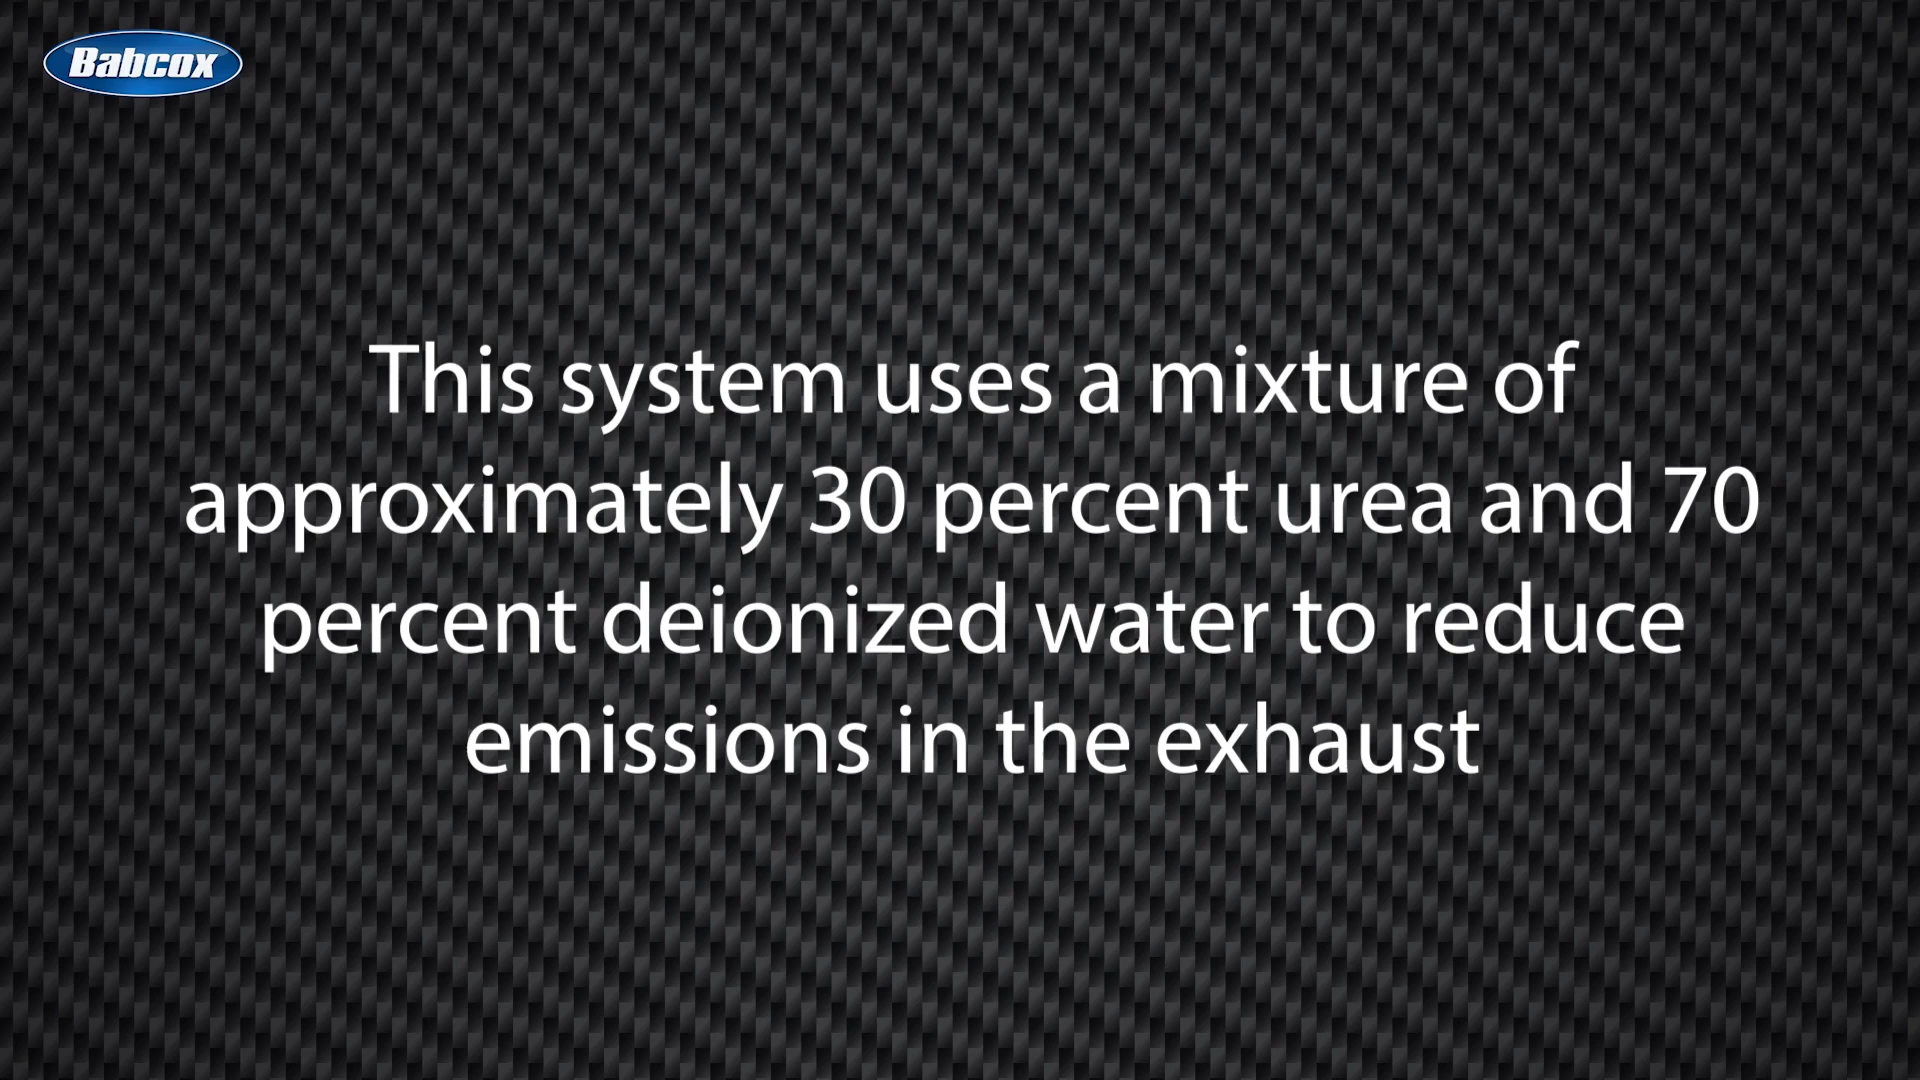 Babcox
This system uses a mixture of
approximately 30 percent urea and 70
percent deionized water to reduce
emissions in the exhaust